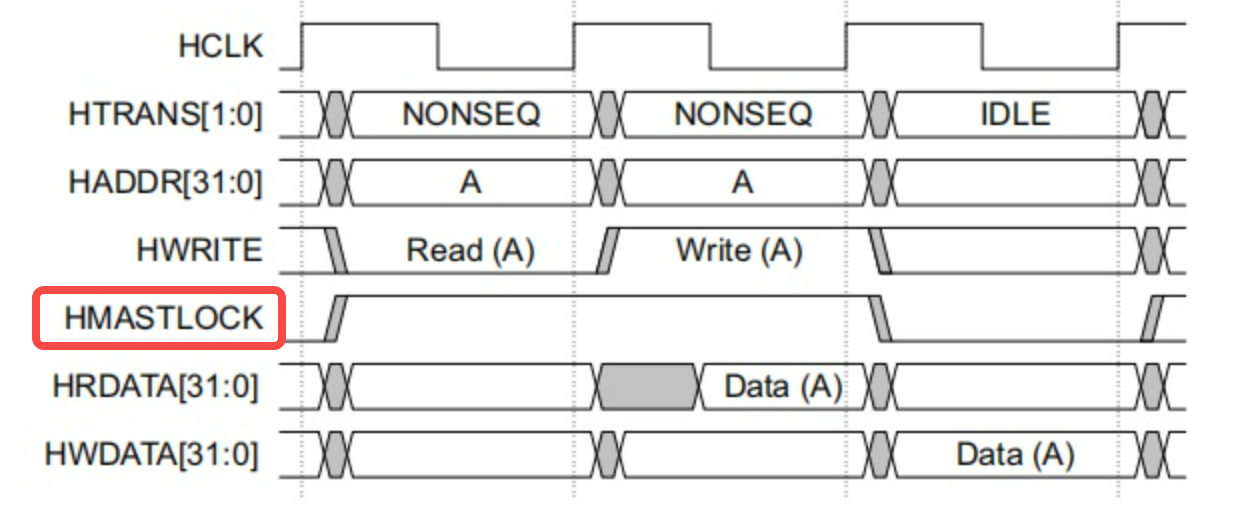 HCLK
HTRANS[1:0] NONSEQ NONSEQ IDLE
HADDR[31:0] A A
HWRITE Read (A) Write (A)
HMASTLOCK
HRDATA[31:0] Data (A)
HWDATA[31:0] Data (A)